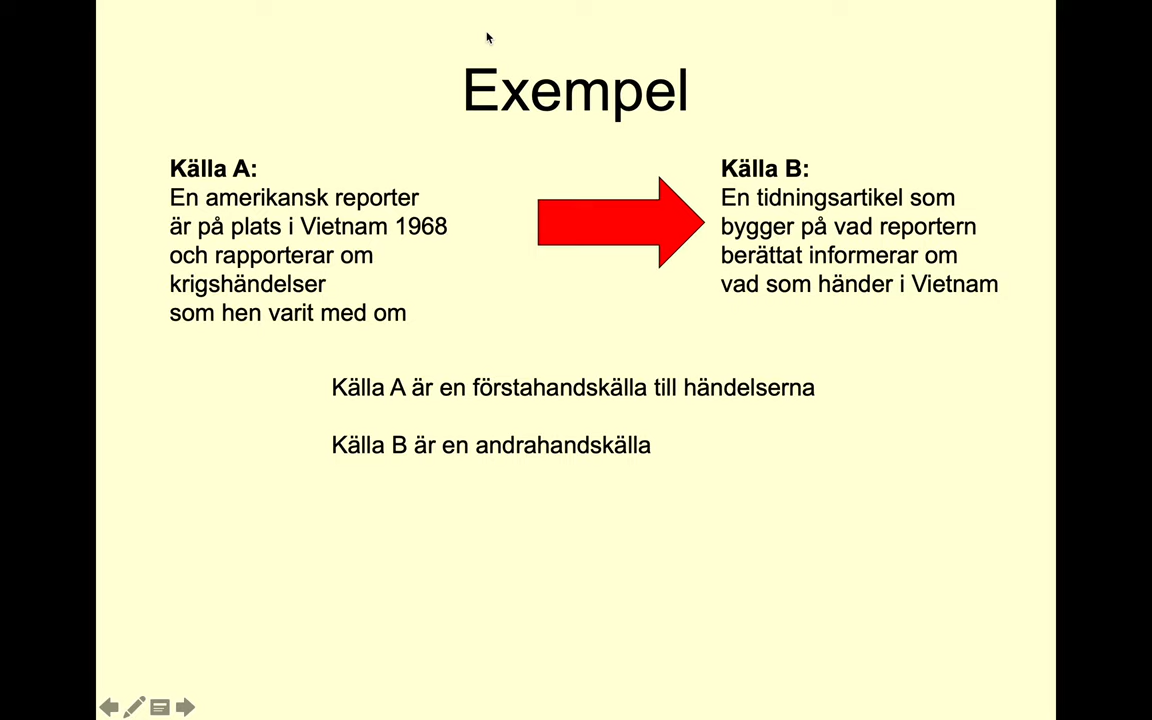 Exempel
Källa A:
En amerikansk reporter
är på plats i Vietnam 1968
och rapporterar om
krigshändelser
som hen varit med om
Källa B:
En tidningsartikel som
bygger på vad reportern
berättat informerar om
vad som händer i Vietnam
Källa A är en förstahandskälla till händelserna
Källa B är en andrahandskälla